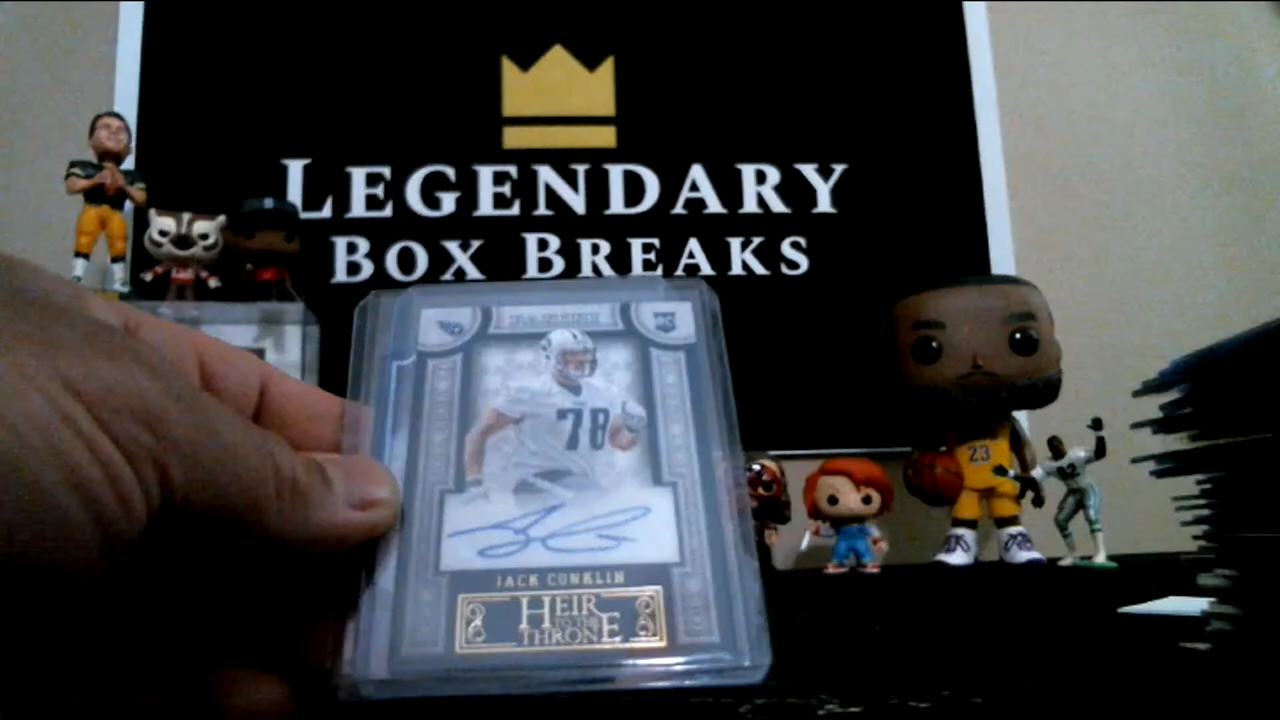 LEGENDARY
BOX BREAKS
78
JACK CONKLIN
HEIR
TO THE
THRONE
23